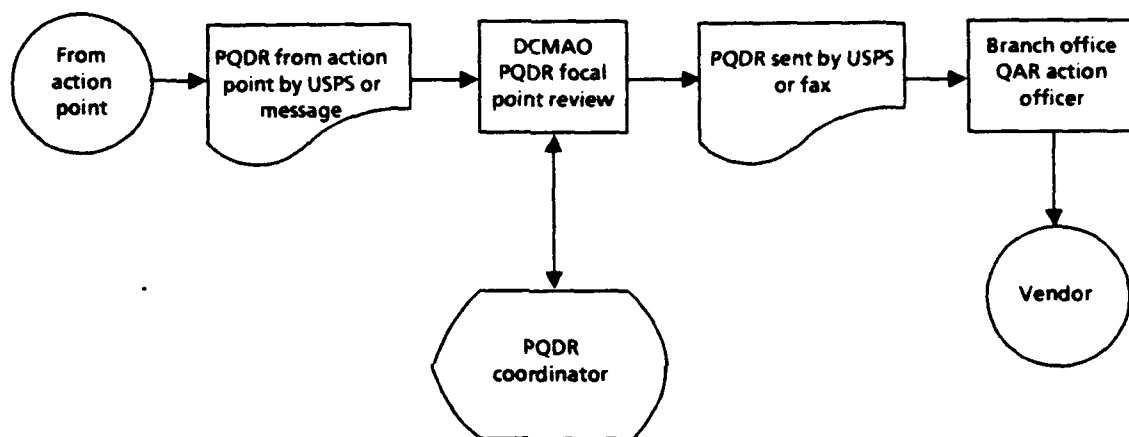 From
action
point
PQDR from action
point by USPS or
message
DCMAO
PQDR focal
point review
PQDR sent by USPS
or fax
Branch office
QAR action
officer
Vendor
PQDR
coordinator